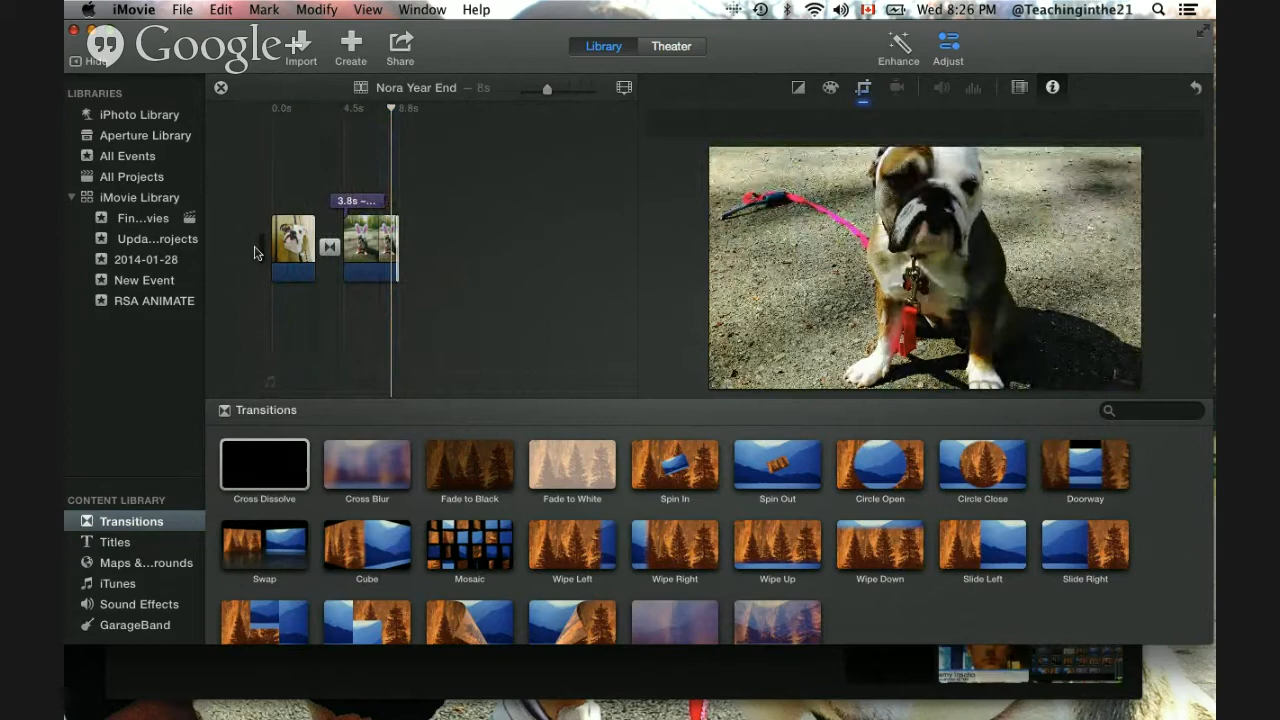 iMovie File Edit Mark Modify View Window Help Wed 8:26 PM @Teachinginthe21
Google+
Hide Import Create Share Library Theater Enhance Adjust
LIBRARIES
Nora Year End – 8s
iPhoto Library
0.0s 4.5s 8.8s
Aperture Library
All Events
All Projects
iMovie Library
3.8s ~...
Fin...vies
Upda...rojects
2014-01-28
New Event
RSA ANIMATE
Transitions
Cross Dissolve Cross Blur Fade to Black Fade to White Spin In Spin Out Circle Open Circle Close Doorway
CONTENT LIBRARY
Transitions
Titles
Maps &...rounds
iTunes
Sound Effects
GarageBand
Swap Cube Mosaic Wipe Left Wipe Right Wipe Up Wipe Down Slide Left Slide Right